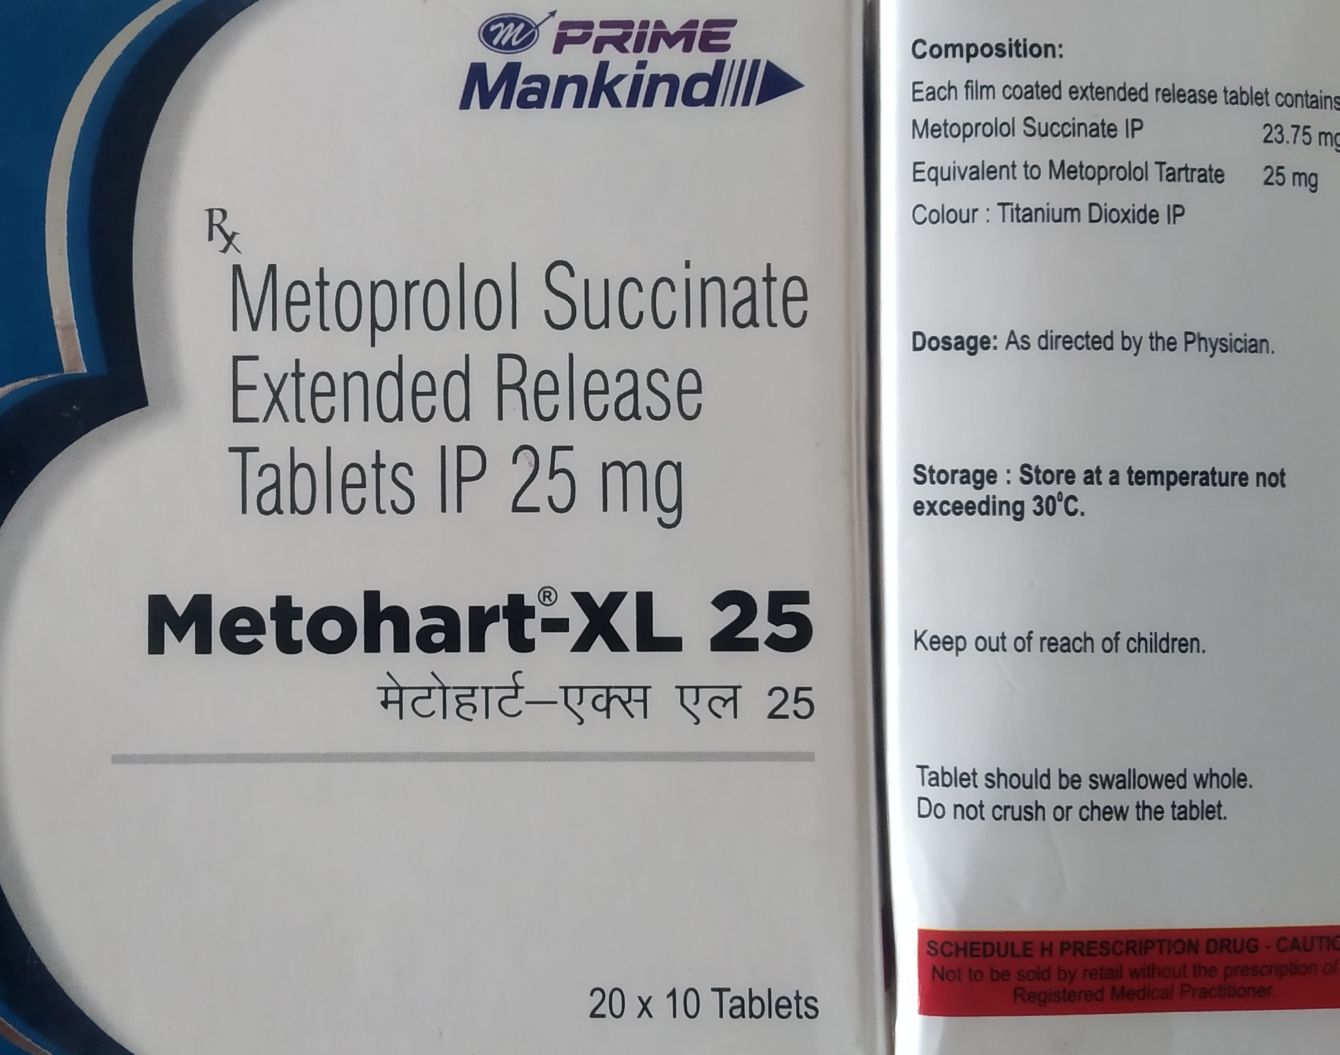 m PRIME
Mankind
Rx
Metoprolol Succinate
Extended Release
Tablets IP 25 mg
Metohart®-XL 25
मेटोहार्ट–एक्स एल 25
20 x 10 Tablets
Composition:
Each film coated extended release tablet contains
Metoprolol Succinate IP 23.75 mg
Equivalent to Metoprolol Tartrate 25 mg
Colour : Titanium Dioxide IP
Dosage: As directed by the Physician.
Storage : Store at a temperature not
exceeding 30⁰C.
Keep out of reach of children.
Tablet should be swallowed whole.
Do not crush or chew the tablet.
SCHEDULE H PRESCRIPTION DRUG - CAUTIO
Not to be sold by retail without the prescription of
Registered Medical Practitioner.